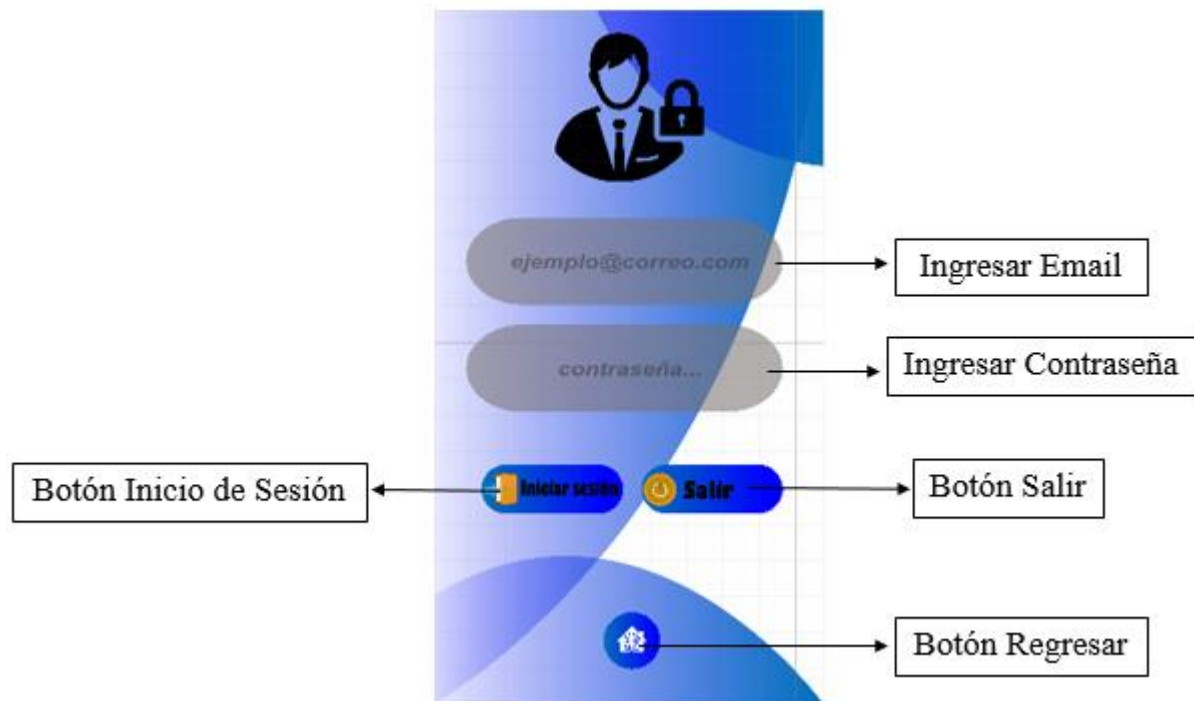 ejemplo@correo.com
Ingresar Email
contraseña...
Ingresar Contraseña
Botón Inicio de Sesión
Iniciar sesión
Salir
Botón Salir
Botón Regresar